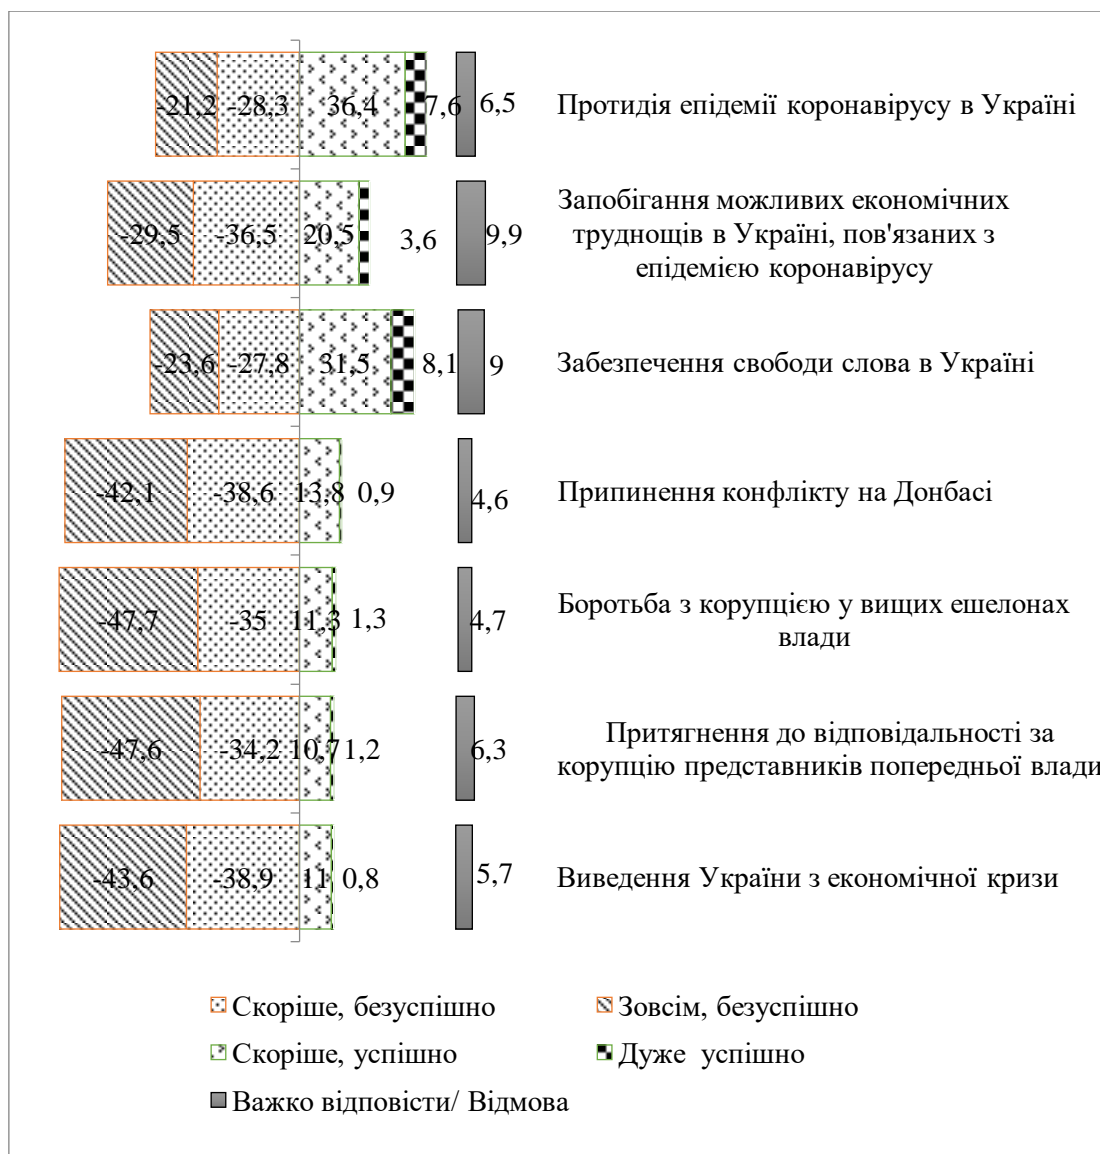 -21,2 -28,3 36,4 7,6 6,5 Протидія епідемії коронавірусу в Україні
Запобігання можливих економічних
-29,5 -36,5 20,5 3,6 9,9 труднощів в Україні, пов'язаних з
епідемією коронавірусу
-23,6 -27,8 31,5 8,1 9 Забезпечення свободи слова в Україні
-42,1 -38,6 13,8 0,9 4,6 Припинення конфлікту на Донбасі
-47,7 -35 11,3 1,3 4,7 Боротьба з корупцією у вищих ешелонах
влади
-47,6 -34,2 10,7 1,2 6,3 Притягнення до відповідальності за
корупцію представників попередньої влади
-43,6 -38,9 11 0,8 5,7 Виведення України з економічної кризи
Скоріше, безуспішно Зовсім, безуспішно
Скоріше, успішно Дуже успішно
Важко відповісти/ Відмова